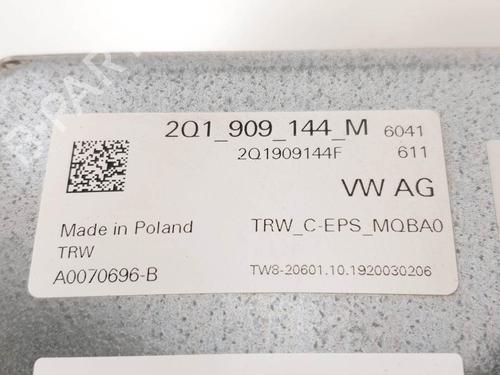 2Q1_909_144_M 6041
2Q1909144F 611
VW AG
Made in Poland TRW_C-EPS_MQBA0
TRW
A0070696-B TW8-20601.10.1920030206